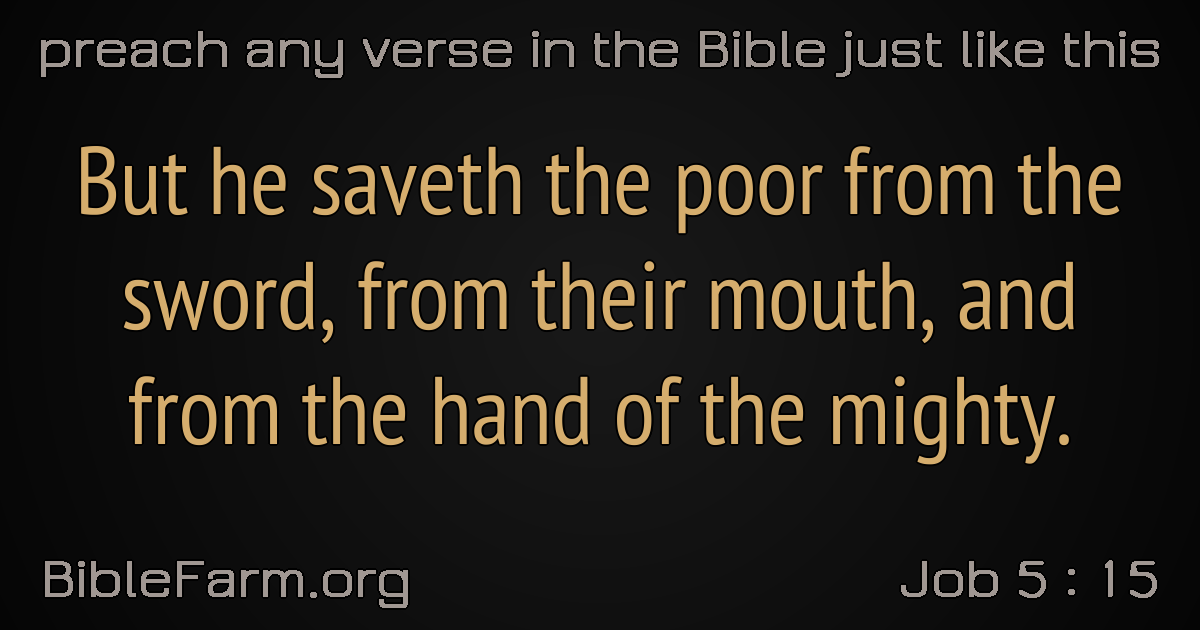 preach any verse in the Bible just like this
But he saveth the poor from the
sword, from their mouth, and
from the hand of the mighty.
BibleFarm.org
Job 5 : 15